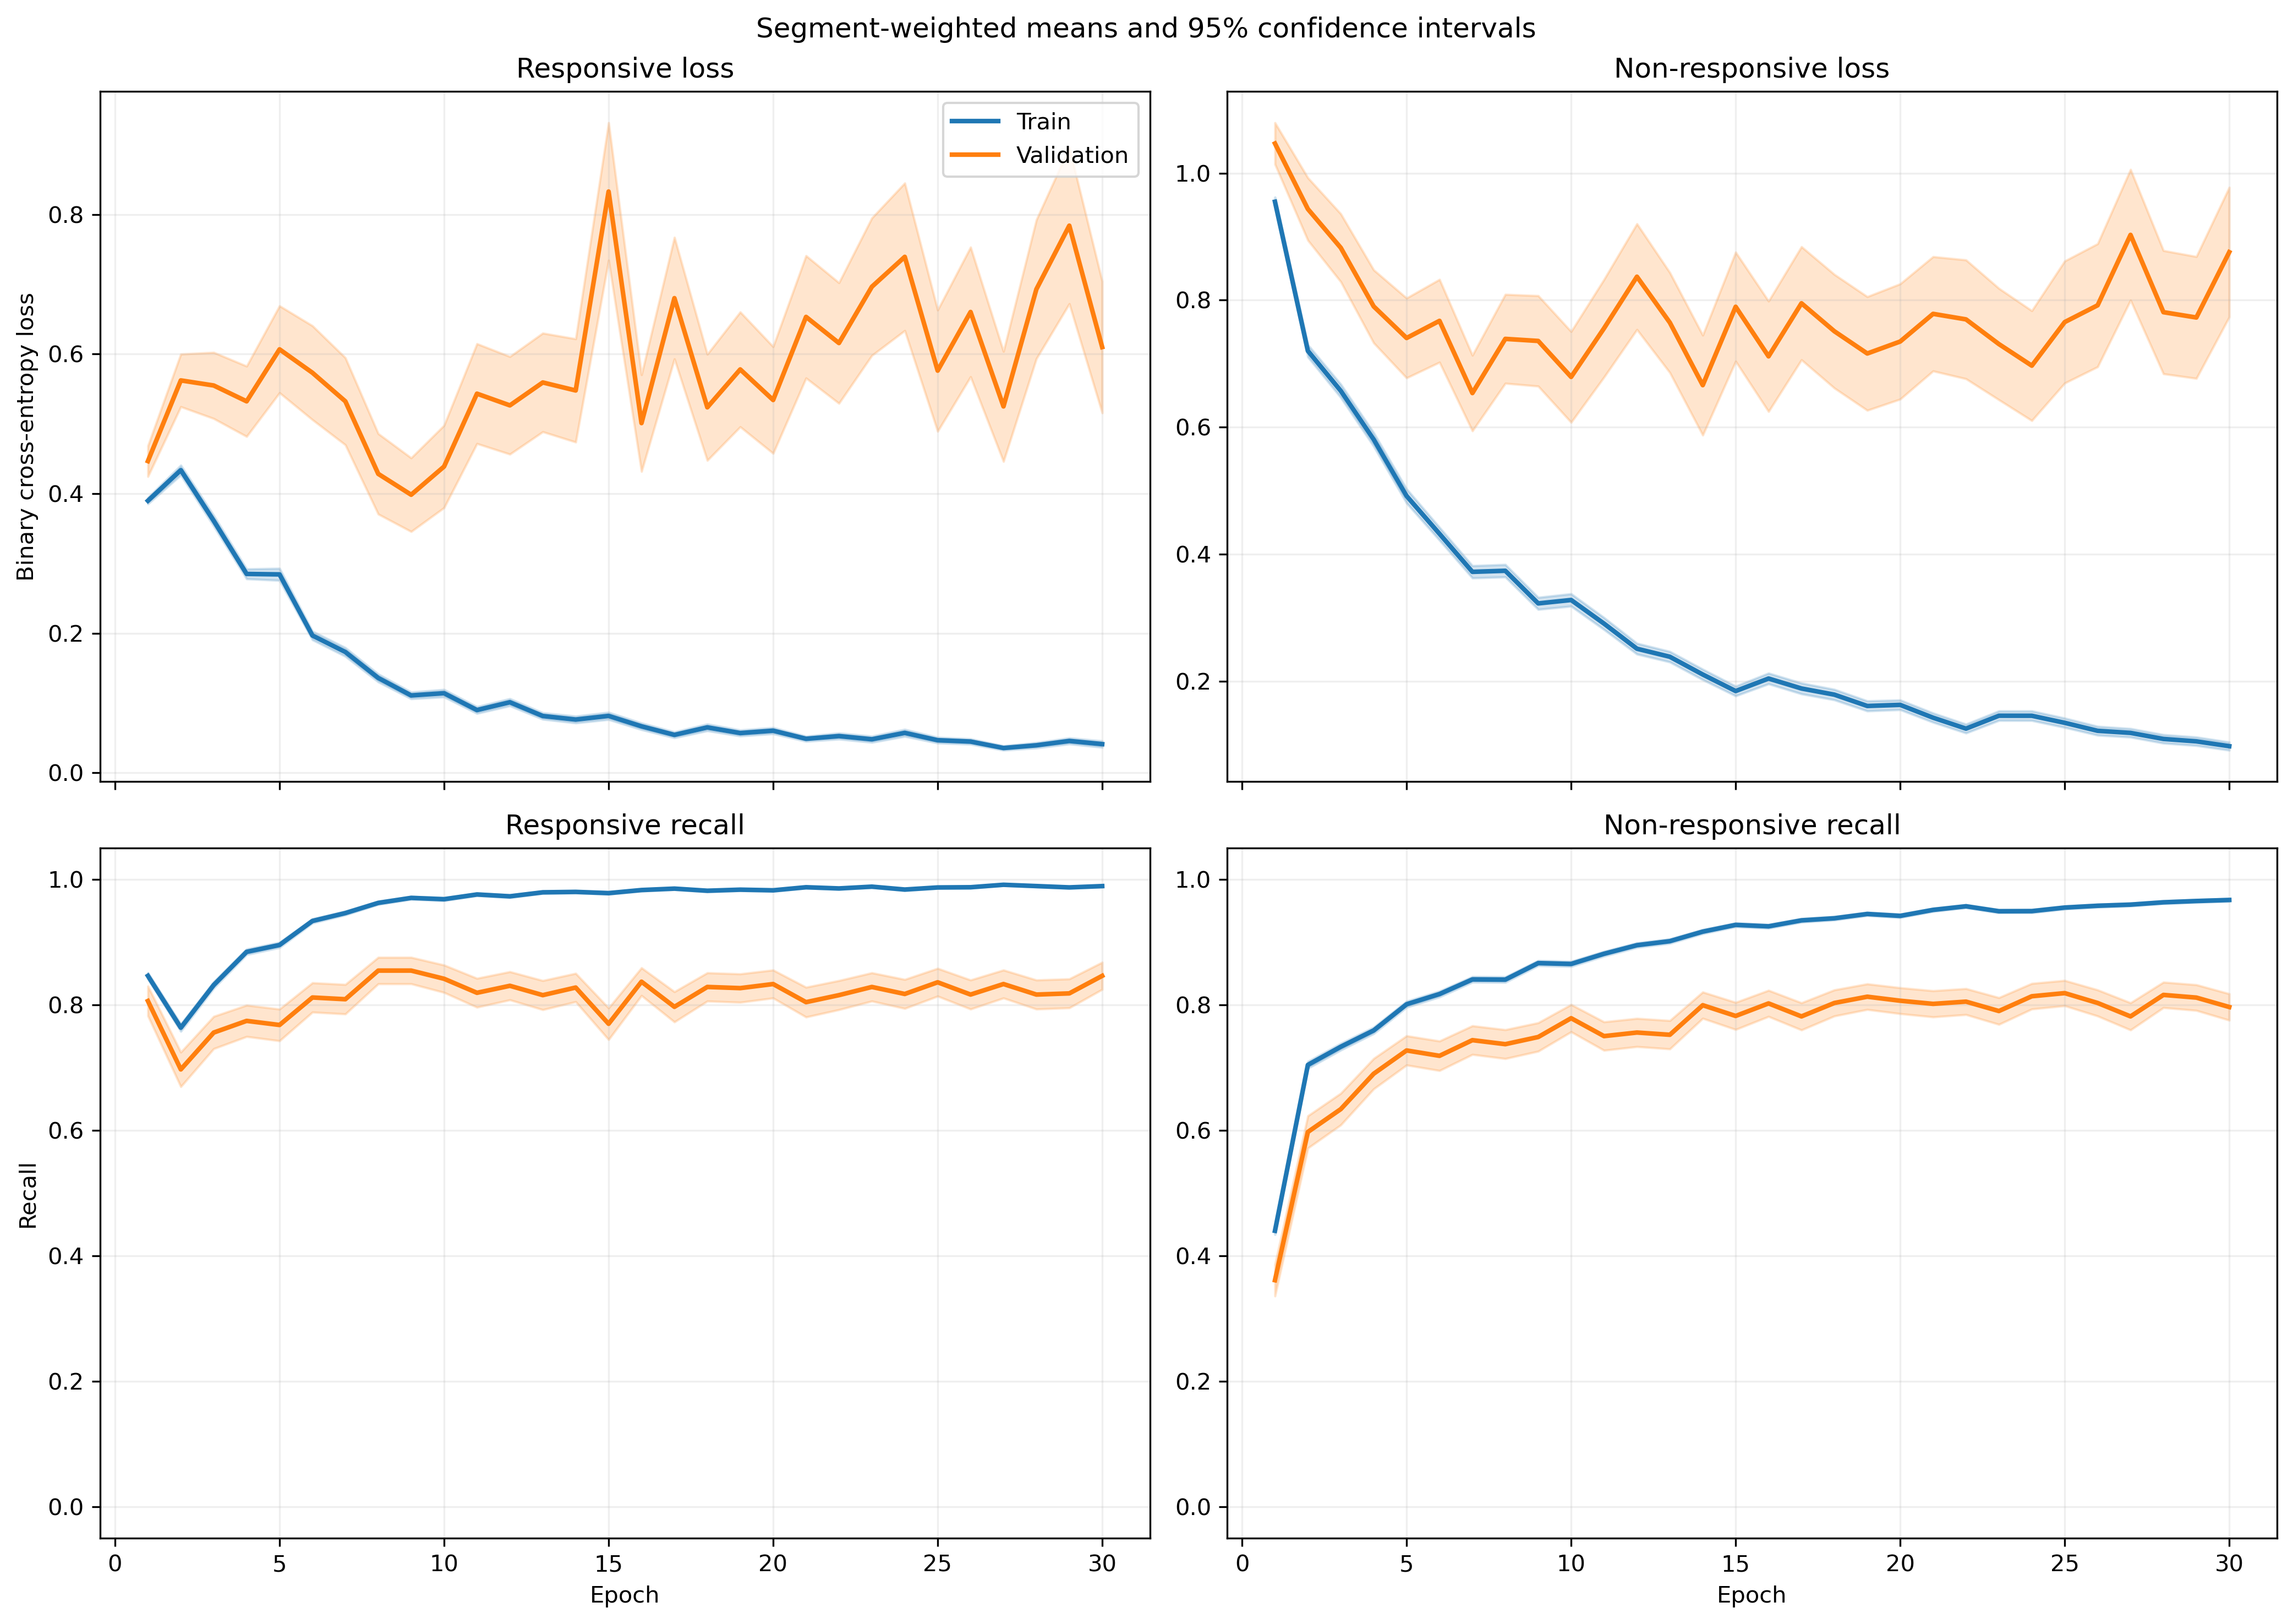 Segment-weighted means and 95% confidence intervals
Responsive loss
Non-responsive loss
Train
Validation
Binary cross-entropy loss
0.8
0.6
0.4
0.2
0.0
1.0
0.8
0.6
0.4
0.2
Responsive recall
Non-responsive recall
Recall
1.0
0.8
0.6
0.4
0.2
0.0
1.0
0.8
0.6
0.4
0.2
0.0
0 5 10 15 20 25 30
0 5 10 15 20 25 30
Epoch
Epoch